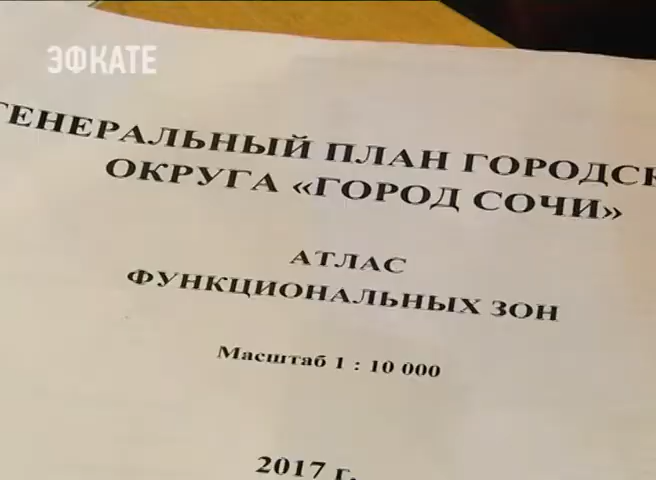 ЭФКАТЕ
ГЕНЕРАЛЬНЫЙ ПЛАН ГОРОДСК
ОКРУГА «ГОРОД СОЧИ»
АТЛАС
ФУНКЦИОНАЛЬНЫХ ЗОН
Масштаб 1 : 10 000
2017 г.